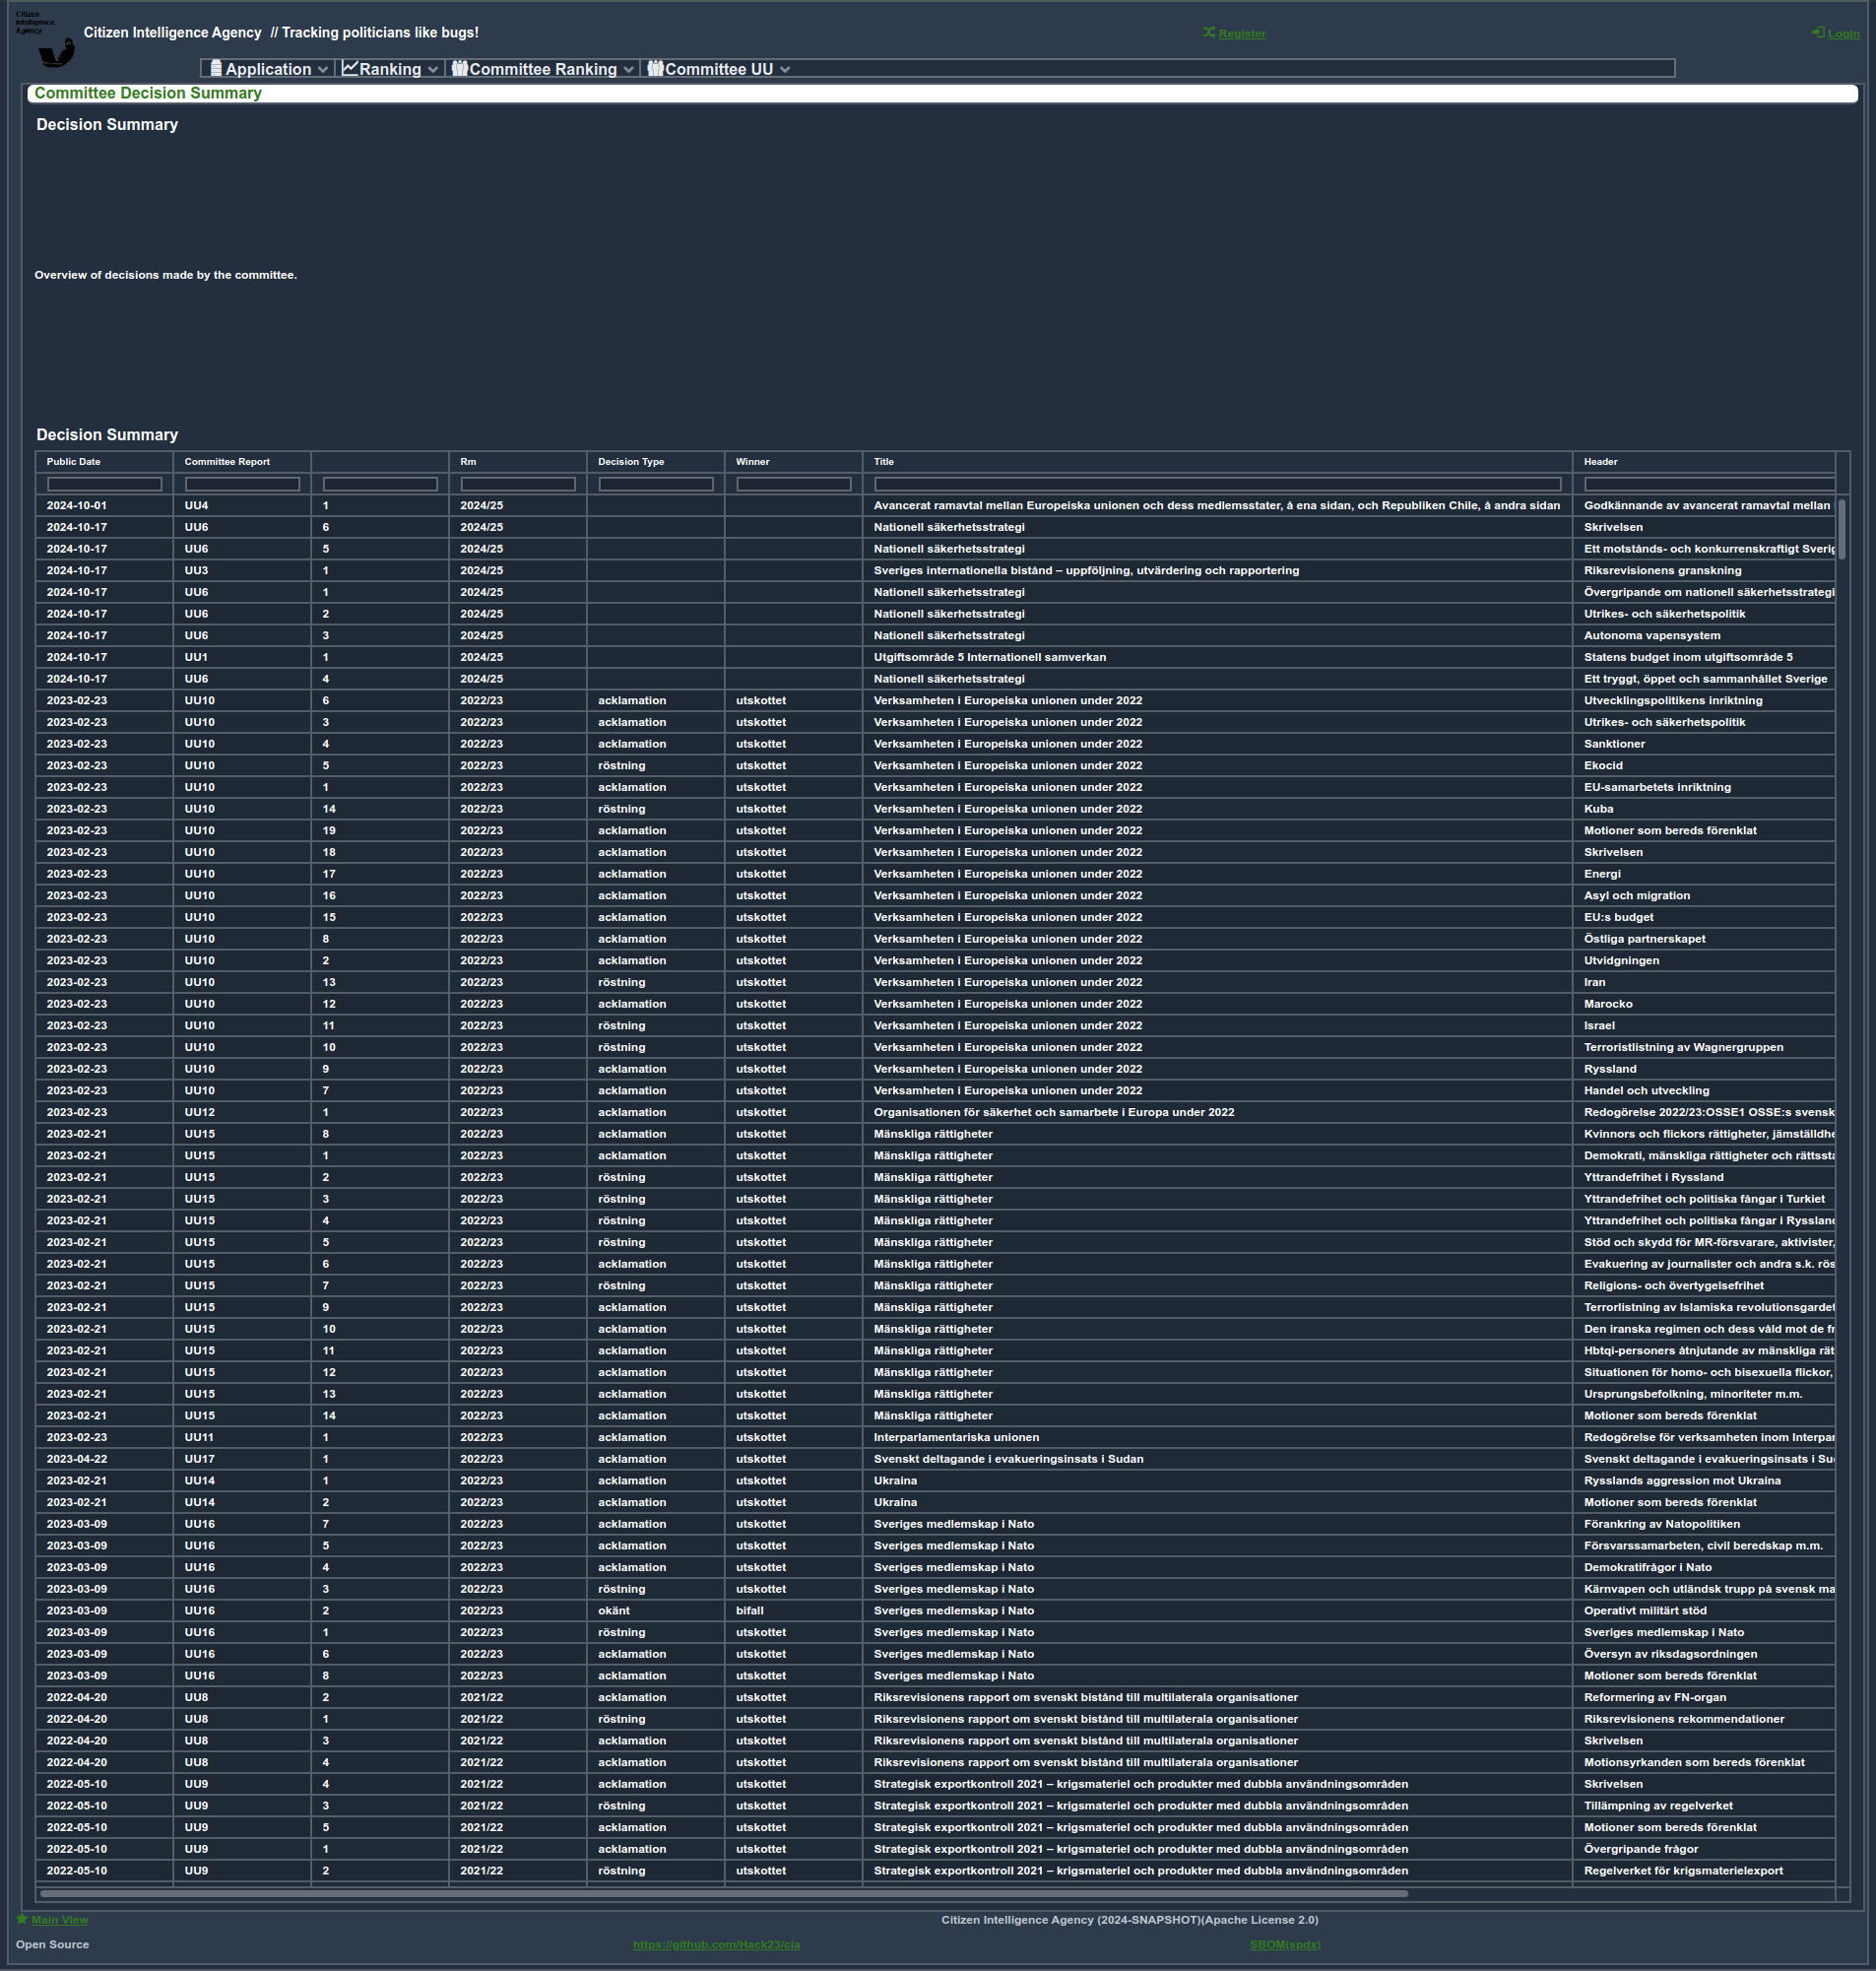 Citizen
Intelligence
Agency
Citizen Intelligence Agency // Tracking politicians like bugs!
Register
Login
Application Ranking Committee Ranking Committee UU
Committee Decision Summary
Decision Summary
Overview of decisions made by the committee.
Decision Summary
Public Date Committee Report Rm Decision Type Winner Title Header
2024-10-01 UU4 1 2024/25 Avancerat ramavtal mellan Europeiska unionen och dess medlemsstater, å ena sidan, och Republiken Chile, å andra sidan Godkännande av avancerat ramavtal mellan
2024-10-17 UU6 6 2024/25 Nationell säkerhetsstrategi Skrivelsen
2024-10-17 UU6 5 2024/25 Nationell säkerhetsstrategi Ett motstånds- och konkurrenskraftigt Sverig
2024-10-17 UU3 1 2024/25 Sveriges internationella bistånd – uppföljning, utvärdering och rapportering Riksrevisionens granskning
2024-10-17 UU6 1 2024/25 Nationell säkerhetsstrategi Övergripande om nationell säkerhetsstrategi
2024-10-17 UU6 2 2024/25 Nationell säkerhetsstrategi Utrikes- och säkerhetspolitik
2024-10-17 UU6 3 2024/25 Nationell säkerhetsstrategi Autonoma vapensystem
2024-10-17 UU1 1 2024/25 Utgiftsområde 5 Internationell samverkan Statens budget inom utgiftsområde 5
2024-10-17 UU6 4 2024/25 Nationell säkerhetsstrategi Ett tryggt, öppet och sammanhållet Sverige
2023-02-23 UU10 6 2022/23 acklamation utskottet Verksamheten i Europeiska unionen under 2022 Utvecklingspolitikens inriktning
2023-02-23 UU10 3 2022/23 acklamation utskottet Verksamheten i Europeiska unionen under 2022 Utrikes- och säkerhetspolitik
2023-02-23 UU10 4 2022/23 acklamation utskottet Verksamheten i Europeiska unionen under 2022 Sanktioner
2023-02-23 UU10 5 2022/23 röstning utskottet Verksamheten i Europeiska unionen under 2022 Ekocid
2023-02-23 UU10 1 2022/23 acklamation utskottet Verksamheten i Europeiska unionen under 2022 EU-samarbetets inriktning
2023-02-23 UU10 14 2022/23 röstning utskottet Verksamheten i Europeiska unionen under 2022 Kuba
2023-02-23 UU10 19 2022/23 acklamation utskottet Verksamheten i Europeiska unionen under 2022 Motioner som bereds förenklat
2023-02-23 UU10 18 2022/23 acklamation utskottet Verksamheten i Europeiska unionen under 2022 Skrivelsen
2023-02-23 UU10 17 2022/23 acklamation utskottet Verksamheten i Europeiska unionen under 2022 Energi
2023-02-23 UU10 16 2022/23 acklamation utskottet Verksamheten i Europeiska unionen under 2022 Asyl och migration
2023-02-23 UU10 15 2022/23 acklamation utskottet Verksamheten i Europeiska unionen under 2022 EU:s budget
2023-02-23 UU10 8 2022/23 acklamation utskottet Verksamheten i Europeiska unionen under 2022 Östliga partnerskapet
2023-02-23 UU10 2 2022/23 acklamation utskottet Verksamheten i Europeiska unionen under 2022 Utvidgningen
2023-02-23 UU10 13 2022/23 röstning utskottet Verksamheten i Europeiska unionen under 2022 Iran
2023-02-23 UU10 12 2022/23 acklamation utskottet Verksamheten i Europeiska unionen under 2022 Marocko
2023-02-23 UU10 11 2022/23 röstning utskottet Verksamheten i Europeiska unionen under 2022 Israel
2023-02-23 UU10 10 2022/23 röstning utskottet Verksamheten i Europeiska unionen under 2022 Terroristlistning av Wagnergruppen
2023-02-23 UU10 9 2022/23 acklamation utskottet Verksamheten i Europeiska unionen under 2022 Ryssland
2023-02-23 UU10 7 2022/23 acklamation utskottet Verksamheten i Europeiska unionen under 2022 Handel och utveckling
2023-02-23 UU12 1 2022/23 acklamation utskottet Organisationen för säkerhet och samarbete i Europa under 2022 Redogörelse 2022/23:OSSE1 OSSE:s svensk
2023-02-21 UU15 8 2022/23 acklamation utskottet Mänskliga rättigheter Kvinnors och flickors rättigheter, jämställdhe
2023-02-21 UU15 1 2022/23 acklamation utskottet Mänskliga rättigheter Demokrati, mänskliga rättigheter och rättssta
2023-02-21 UU15 2 2022/23 röstning utskottet Mänskliga rättigheter Yttrandefrihet i Ryssland
2023-02-21 UU15 3 2022/23 röstning utskottet Mänskliga rättigheter Yttrandefrihet och politiska fångar i Turkiet
2023-02-21 UU15 4 2022/23 röstning utskottet Mänskliga rättigheter Yttrandefrihet och politiska fångar i Ryssland
2023-02-21 UU15 5 2022/23 röstning utskottet Mänskliga rättigheter Stöd och skydd för MR-försvarare, aktivister,
2023-02-21 UU15 6 2022/23 acklamation utskottet Mänskliga rättigheter Evakuering av journalister och andra s.k. rös
2023-02-21 UU15 7 2022/23 röstning utskottet Mänskliga rättigheter Religions- och övertygelsefrihet
2023-02-21 UU15 9 2022/23 acklamation utskottet Mänskliga rättigheter Terrorlistning av Islamiska revolutionsgardet
2023-02-21 UU15 10 2022/23 acklamation utskottet Mänskliga rättigheter Den iranska regimen och dess våld mot de fr
2023-02-21 UU15 11 2022/23 acklamation utskottet Mänskliga rättigheter Hbtqi-personers åtnjutande av mänskliga rät
2023-02-21 UU15 12 2022/23 acklamation utskottet Mänskliga rättigheter Situationen för homo- och bisexuella flickor,
2023-02-21 UU15 13 2022/23 acklamation utskottet Mänskliga rättigheter Ursprungsbefolkning, minoriteter m.m.
2023-02-21 UU15 14 2022/23 acklamation utskottet Mänskliga rättigheter Motioner som bereds förenklat
2023-02-23 UU11 1 2022/23 acklamation utskottet Interparlamentariska unionen Redogörelse för verksamheten inom Interpar
2023-04-22 UU17 1 2022/23 acklamation utskottet Svenskt deltagande i evakueringsinsats i Sudan Svenskt deltagande i evakueringsinsats i Su
2023-02-21 UU14 1 2022/23 acklamation utskottet Ukraina Rysslands aggression mot Ukraina
2023-02-21 UU14 2 2022/23 acklamation utskottet Ukraina Motioner som bereds förenklat
2023-03-09 UU16 7 2022/23 acklamation utskottet Sveriges medlemskap i Nato Förankring av Natopolitiken
2023-03-09 UU16 5 2022/23 acklamation utskottet Sveriges medlemskap i Nato Försvarssamarbeten, civil beredskap m.m.
2023-03-09 UU16 4 2022/23 acklamation utskottet Sveriges medlemskap i Nato Demokratifrågor i Nato
2023-03-09 UU16 3 2022/23 röstning utskottet Sveriges medlemskap i Nato Kärnvapen och utländsk trupp på svensk ma
2023-03-09 UU16 2 2022/23 okänt bifall Sveriges medlemskap i Nato Operativt militärt stöd
2023-03-09 UU16 1 2022/23 röstning utskottet Sveriges medlemskap i Nato Sveriges medlemskap i Nato
2023-03-09 UU16 6 2022/23 acklamation utskottet Sveriges medlemskap i Nato Översyn av riksdagsordningen
2023-03-09 UU16 8 2022/23 acklamation utskottet Sveriges medlemskap i Nato Motioner som bereds förenklat
2022-04-20 UU8 2 2021/22 acklamation utskottet Riksrevisionens rapport om svenskt bistånd till multilaterala organisationer Reformering av FN-organ
2022-04-20 UU8 1 2021/22 röstning utskottet Riksrevisionens rapport om svenskt bistånd till multilaterala organisationer Riksrevisionens rekommendationer
2022-04-20 UU8 3 2021/22 acklamation utskottet Riksrevisionens rapport om svenskt bistånd till multilaterala organisationer Skrivelsen
2022-04-20 UU8 4 2021/22 acklamation utskottet Riksrevisionens rapport om svenskt bistånd till multilaterala organisationer Motionsyrkanden som bereds förenklat
2022-05-10 UU9 4 2021/22 acklamation utskottet Strategisk exportkontroll 2021 – krigsmateriel och produkter med dubbla användningsområden Skrivelsen
2022-05-10 UU9 3 2021/22 röstning utskottet Strategisk exportkontroll 2021 – krigsmateriel och produkter med dubbla användningsområden Tillämpning av regelverket
2022-05-10 UU9 5 2021/22 acklamation utskottet Strategisk exportkontroll 2021 – krigsmateriel och produkter med dubbla användningsområden Motioner som bereds förenklat
2022-05-10 UU9 1 2021/22 acklamation utskottet Strategisk exportkontroll 2021 – krigsmateriel och produkter med dubbla användningsområden Övergripande frågor
2022-05-10 UU9 2 2021/22 röstning utskottet Strategisk exportkontroll 2021 – krigsmateriel och produkter med dubbla användningsområden Regelverket för krigsmaterielexport
Main View Citizen Intelligence Agency (2024-SNAPSHOT)(Apache License 2.0)
Open Source https://github.com/Hack23/cia SBOM(spdx)